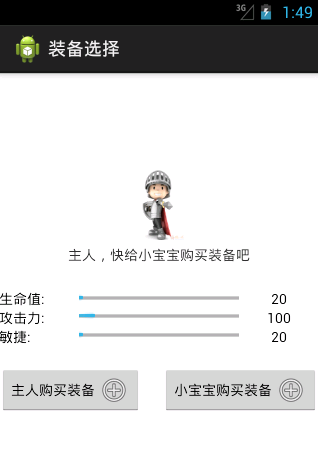 3G 1:49
装备选择
主人，快给小宝宝购买装备吧
生命值: 20
攻击力: 100
敏捷: 20
主人购买装备 小宝宝购买装备